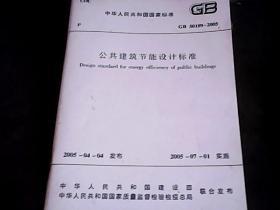 UDC
GB
中华人民共和国国家标准
P
GB 50189-2005
公共建筑节能设计标准
Design standard for energy efficiency of public buildings
2005-04-04 发布
2005-07-01 实施
中华人民共和国建设部
中华人民共和国国家质量监督检验检疫总局
联合发布